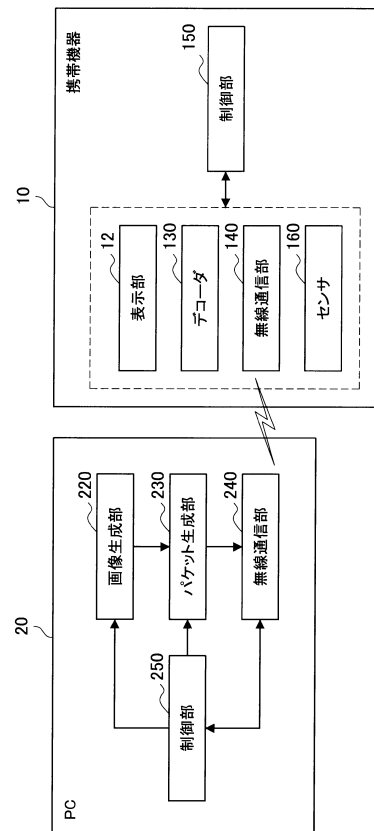 20
PC
制御部
250
画像生成部
220
パケット生成部
230
無線通信部
240
10
携帯機器
表示部
12
デコーダ
130
無線通信部
140
センサ
160
制御部
150